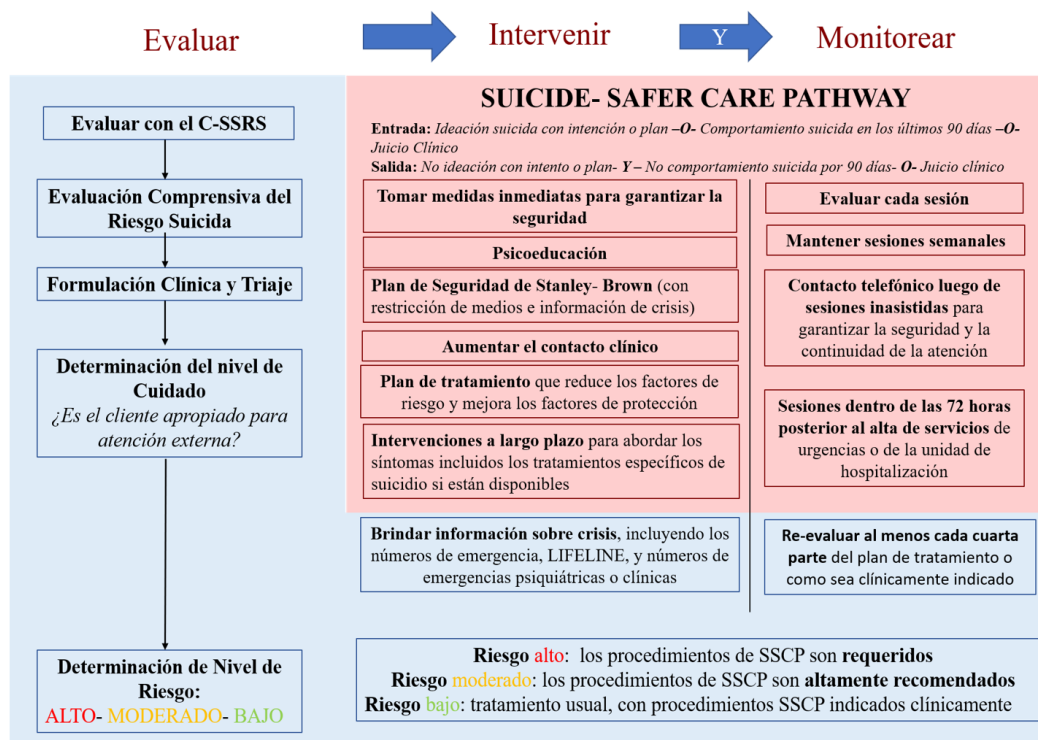 Evaluar
Intervenir
Y
Monitorear
Evaluar con el C-SSRS
Evaluación Comprensiva del
Riesgo Suicida
Formulación Clínica y Triaje
Determinación del nivel de
Cuidado
¿Es el cliente apropiado para
atención externa?
Determinación de Nivel de
Riesgo:
ALTO- MODERADO- BAJO
SUICIDE- SAFER CARE PATHWAY
Entrada: Ideación suicida con intención o plan –O- Comportamiento suicida en los últimos 90 días –O-
Juicio Clínico
Salida: No ideación con intento o plan- Y – No comportamiento suicida por 90 días- O- Juicio clínico
Tomar medidas inmediatas para garantizar la
seguridad
Psicoeducación
Plan de Seguridad de Stanley- Brown (con
restricción de medios e información de crisis)
Aumentar el contacto clínico
Plan de tratamiento que reduce los factores de
riesgo y mejora los factores de protección
Intervenciones a largo plazo para abordar los
síntomas incluidos los tratamientos específicos de
suicidio si están disponibles
Brindar información sobre crisis, incluyendo los
números de emergencia, LIFELINE, y números de
emergencias psiquiátricas o clínicas
Evaluar cada sesión
Mantener sesiones semanales
Contacto telefónico luego de
sesiones inasistidas para
garantizar la seguridad y la
continuidad de la atención
Sesiones dentro de las 72 horas
posterior al alta de servicios de
urgencias o de la unidad de
hospitalización
Re-evaluar al menos cada cuarta
parte del plan de tratamiento o
como sea clínicamente indicado
Riesgo alto: los procedimientos de SSCP son requeridos
Riesgo moderado: los procedimientos de SSCP son altamente recomendados
Riesgo bajo: tratamiento usual, con procedimientos SSCP indicados clínicamente